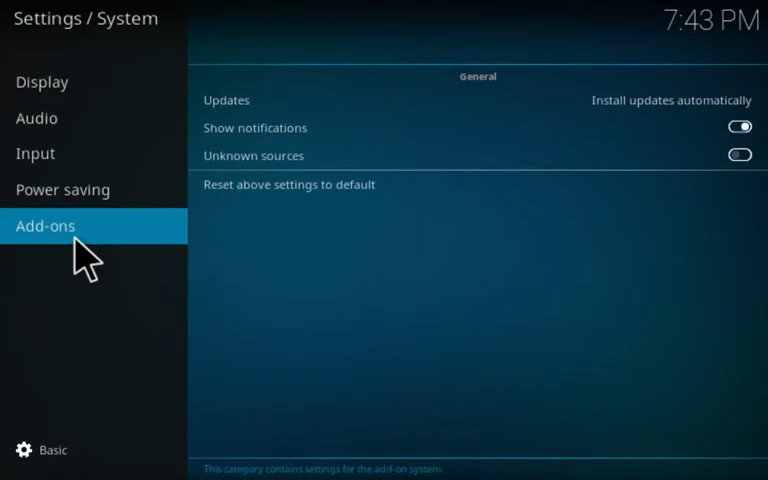 Settings / System
7:43 PM
Display
Audio
Input
Power saving
Add-ons
Basic
General
Updates Install updates automatically
Show notifications
Unknown sources
Reset above settings to default
This category contains settings for the add-on system.